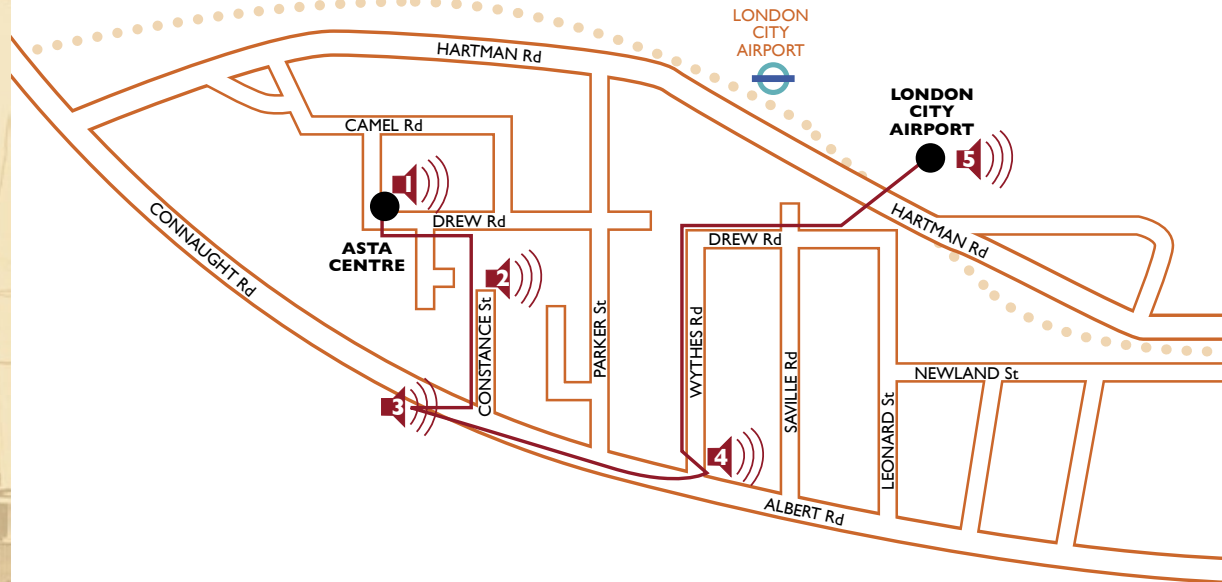 LONDON
CITY
AIRPORT
HARTMAN Rd
LONDON
CITY
AIRPORT
5
CAMEL Rd
1
CONNAUGHT Rd
DREW Rd
HARTMAN Rd
ASTA
CENTRE
DREW Rd
2
CONSTANCE St
PARKER St
WYTHES Rd
SAVILLE Rd
NEWLAND St
LEONARD St
3
4
ALBERT Rd